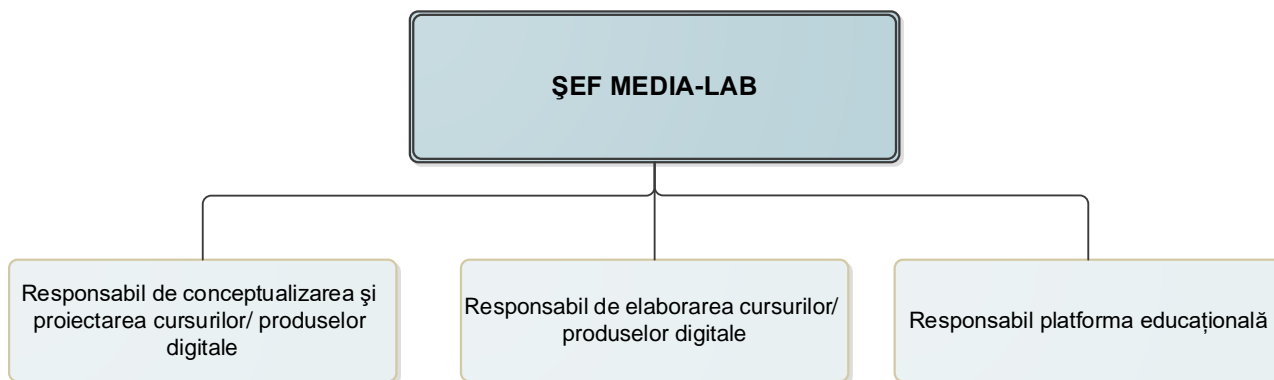 ŞEF MEDIA-LAB
Responsabil de conceptualizarea şi
proiectarea cursurilor/ produselor
digitale
Responsabil de elaborarea cursurilor/
produselor digitale
Responsabil platforma educațională